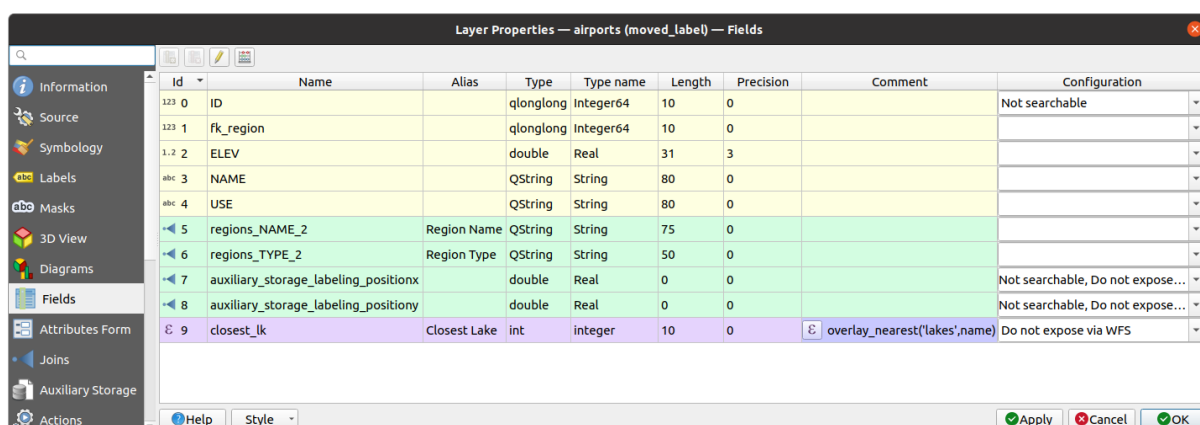 Layer Properties — airports (moved_label) — Fields
Information
Source
Symbology
abc Labels
abc Masks
3D View
Diagrams
Fields
Attributes Form
Joins
Auxiliary Storage
Actions
Id Name Alias Type Type name Length Precision Comment Configuration
123 0 ID qlonglong Integer64 10 0 Not searchable
123 1 fk_region qlonglong Integer64 10 0
1.2 2 ELEV double Real 31 3
abc 3 NAME QString String 80 0
abc 4 USE QString String 80 0
5 regions_NAME_2 Region Name QString String 75 0
6 regions_TYPE_2 Region Type QString String 50 0
7 auxiliary_storage_labeling_positionx double Real 0 0 Not searchable, Do not expose...
8 auxiliary_storage_labeling_positiony double Real 0 0 Not searchable, Do not expose...
ε 9 closest_lk Closest Lake int integer 10 0 ε overlay_nearest('lakes',name) Do not expose via WFS
Help Style Apply Cancel OK